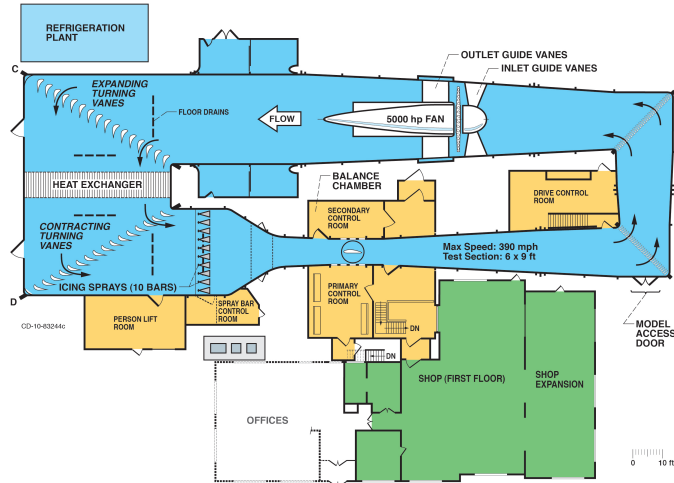 REFRIGERATION
PLANT
OUTLET GUIDE VANES
INLET GUIDE VANES
C
EXPANDING
TURNING
VANES
FLOOR DRAINS
FLOW
5000 hp FAN
HEAT EXCHANGER
BALANCE
CHAMBER
DRIVE CONTROL
ROOM
SECONDARY
CONTROL
ROOM
CONTRACTING
TURNING
VANES
Max Speed: 390 mph
Test Section: 6 x 9 ft
ICING SPRAYS (10 BARS)
PRIMARY
CONTROL
ROOM
D
SPRAY BAR
CONTROL
ROOM
PERSON LIFT
ROOM
CD-10-83244c
DN
MODEL
ACCESS
DOOR
DN
SHOP (FIRST FLOOR)
SHOP
EXPANSION
OFFICES
0 10 ft